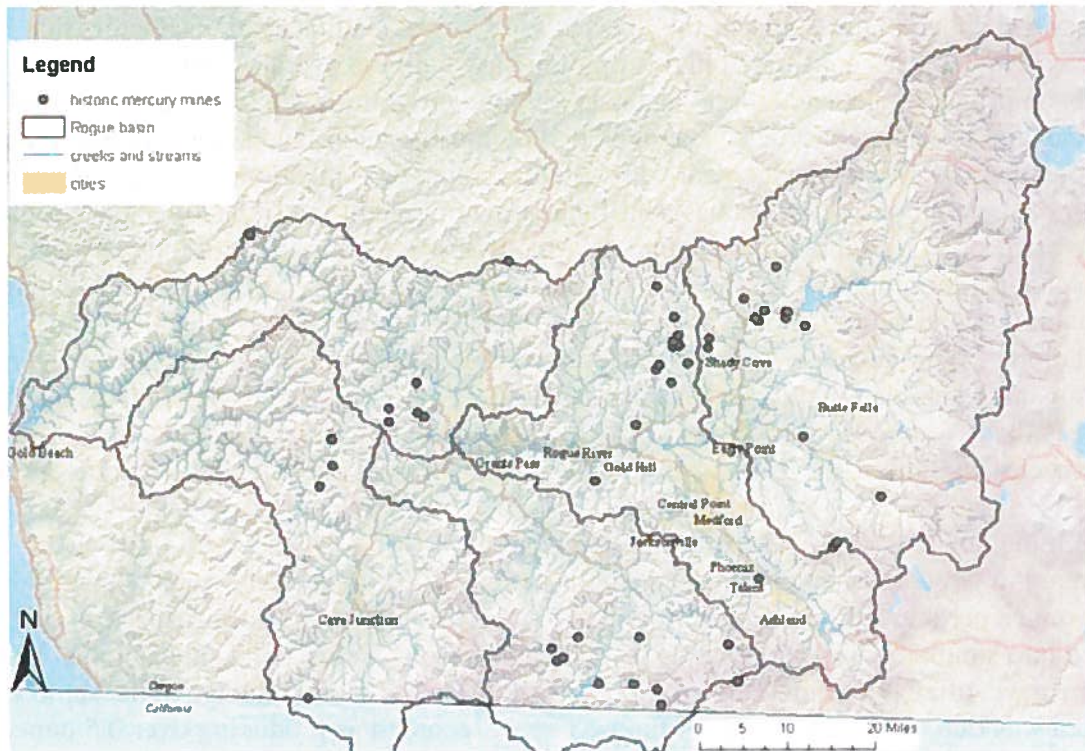 Legend
historic mercury mines
Rogue basin
creeks and streams
cities
Shady Cove
Butte Falls
Gold Beach
Eagle Point
Rogue River
Grants Pass
Gold Hill
Central Point
Medford
Jacksonville
Phoenix
Talent
Cave Junction
Ashland
N
Oregon
California
0 5 10 20 Miles